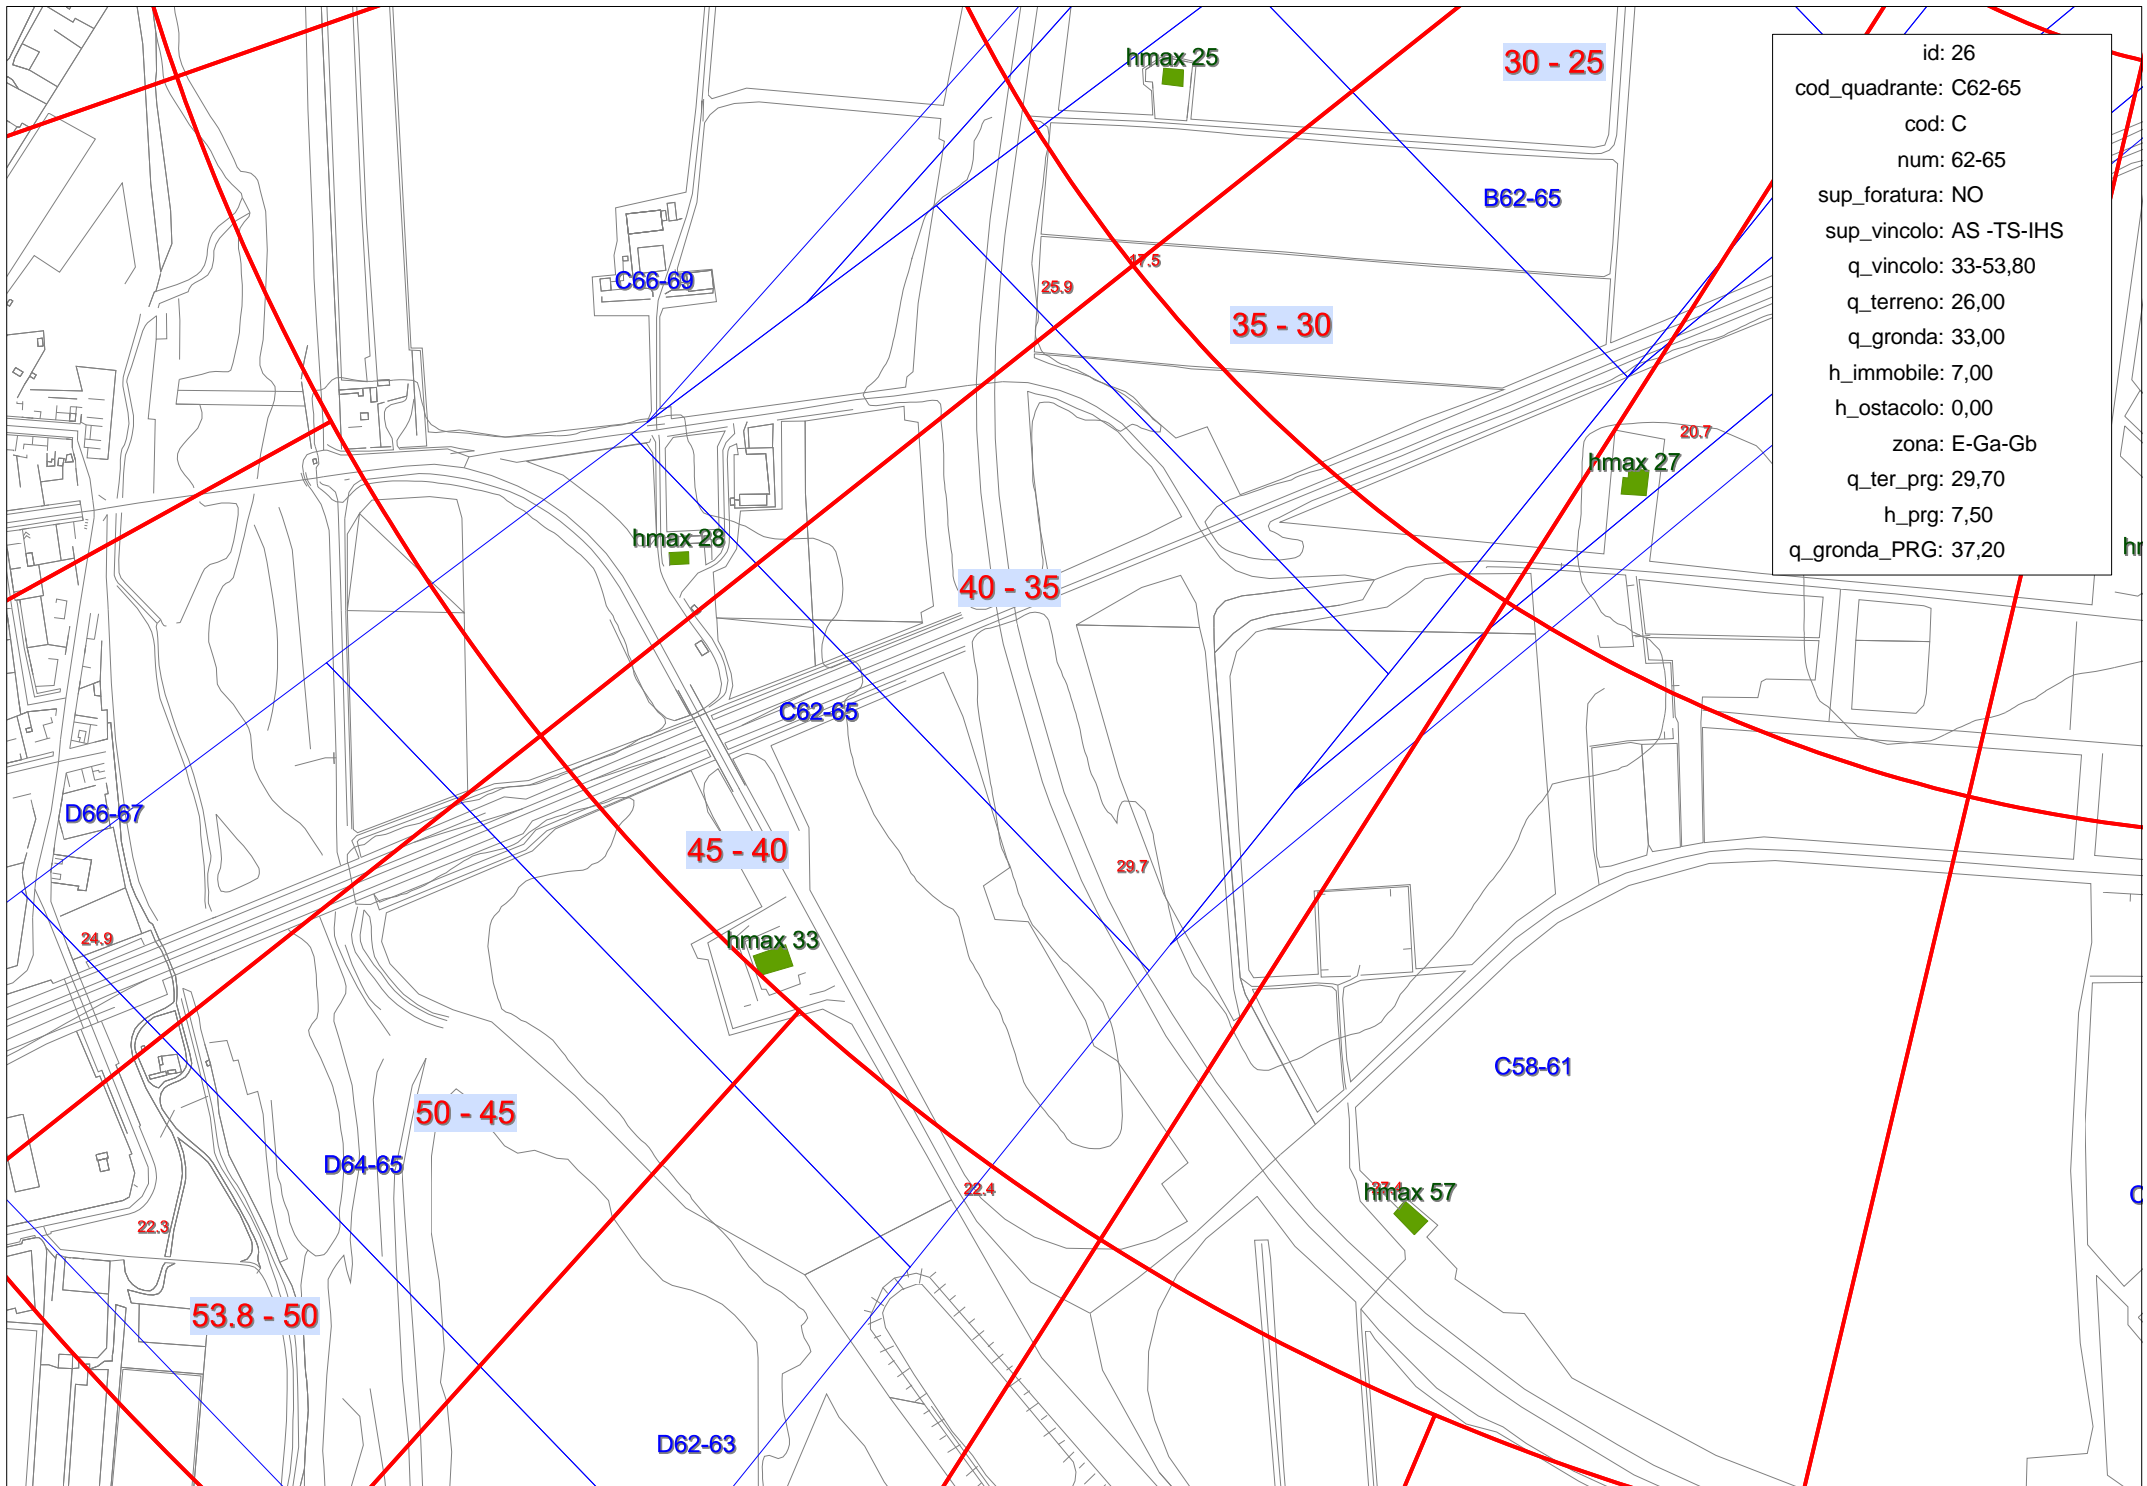 hmax 25
30 - 25
id: 26
cod_quadrante: C62-65
cod: C
num: 62-65
sup_foratura: NO
sup_vincolo: AS -TS-IHS
q_vincolo: 33-53,80
q_terreno: 26,00
q_gronda: 33,00
h_immobile: 7,00
h_ostacolo: 0,00
zona: E-Ga-Gb
q_ter_prg: 29,70
h_prg: 7,50
q_gronda_PRG: 37,20
B62-65
17.5
C66-69
25.9
35 - 30
20.7
hmax 27
hmax 28
40 - 35
C62-65
D66-67
45 - 40
29.7
24.9
hmax 33
C58-61
50 - 45
D64-65
22.4
hmax 57
22.3
53.8 - 50
D62-63